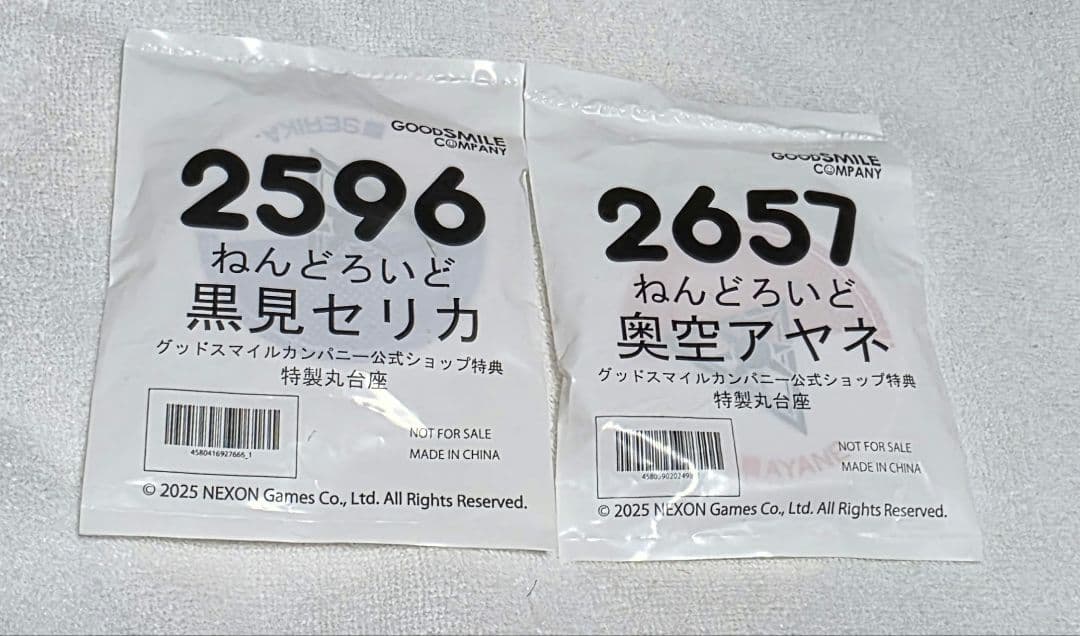 SERIKA
GOODSMILE
COMPANY
2596
ねんどろいど
黒見セリカ
グッドスマイルカンパニー公式ショップ特典
特製丸台座
4580416927666_1
NOT FOR SALE
MADE IN CHINA
© 2025 NEXON Games Co., Ltd. All Rights Reserved.
GOODSMILE
COMPANY
2657
ねんどろいど
奥空アヤネ
グッドスマイルカンパニー公式ショップ特典
特製丸台座
NOT FOR SALE
MADE IN CHINA
© 2025 NEXON Games Co., Ltd. All Rights Reserved.